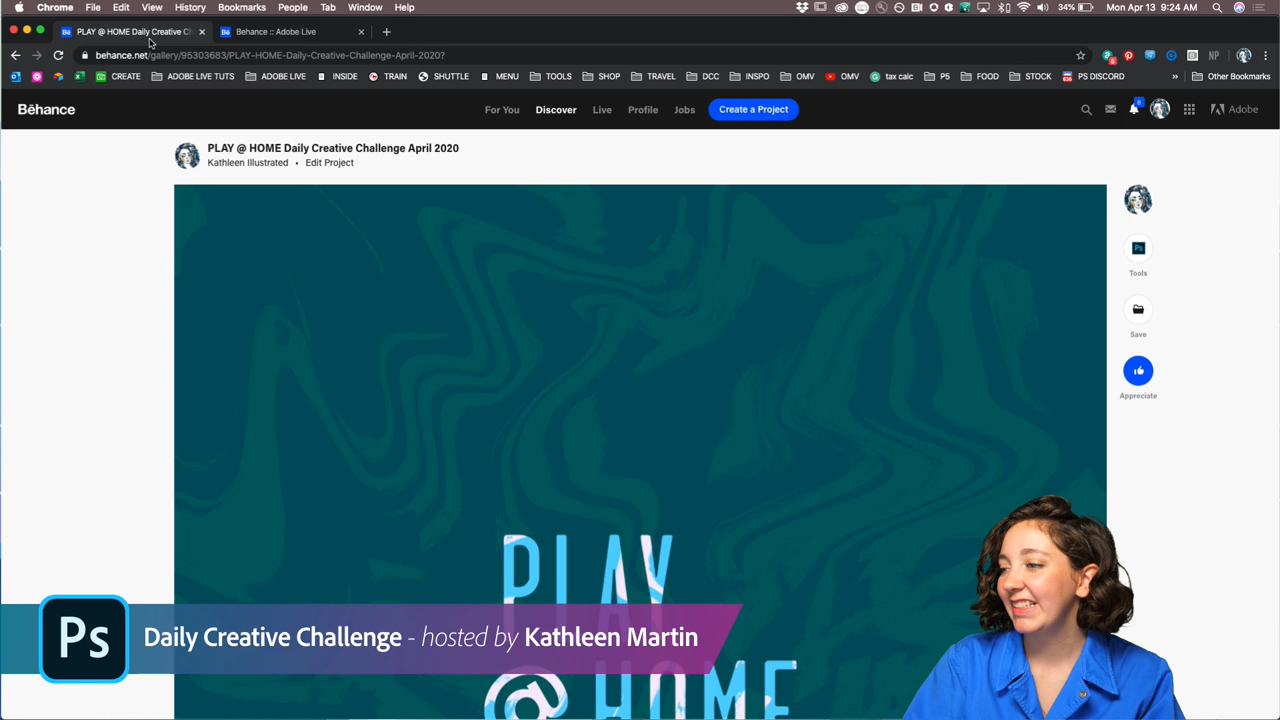 Chrome File Edit View History Bookmarks People Tab Window Help 34% Mon Apr 13 9:24 AM
PLAY @ HOME Daily Creative Ch Behance :: Adobe Live
behance.net/gallery/95303683/PLAY-HOME-Daily-Creative-Challenge-April-2020?
CREATE ADOBE LIVE TUTS ADOBE LIVE INSIDE TRAIN SHUTTLE MENU TOOLS SHOP TRAVEL DCC INSPO OMV OMV tax calc P5 FOOD STOCK PS DISCORD » Other Bookmarks
Bēhance For You Discover Live Profile Jobs Create a Project 8 Adobe
PLAY @ HOME Daily Creative Challenge April 2020
Kathleen Illustrated • Edit Project
Ps
Tools
Save
Appreciate
PLAY
@ HOME
Ps Daily Creative Challenge - hosted by Kathleen Martin